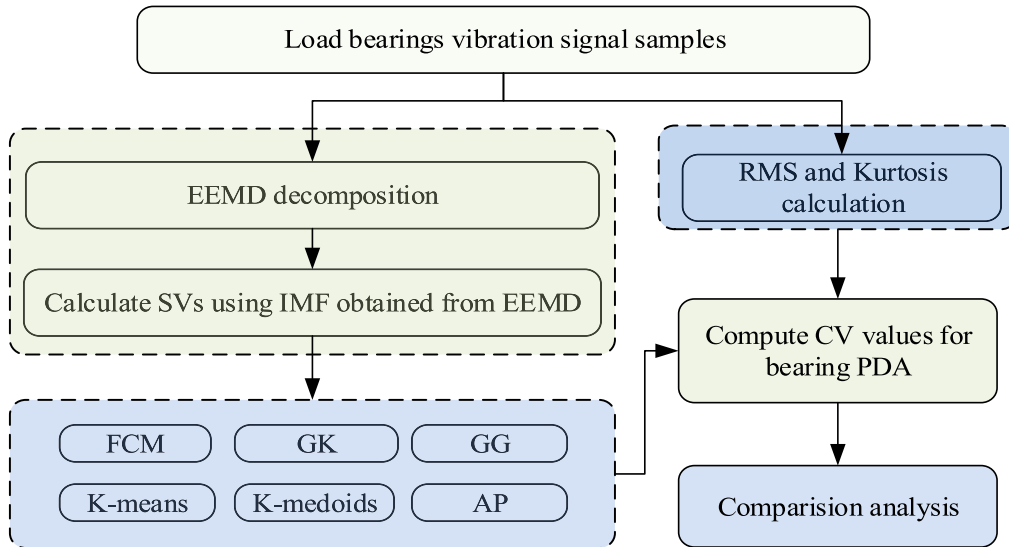 Load bearings vibration signal samples
EEMD decomposition
Calculate SVs using IMF obtained from EEMD
FCM
GK
GG
K-means
K-medoids
AP
RMS and Kurtosis
calculation
Compute CV values for
bearing PDA
Comparision analysis